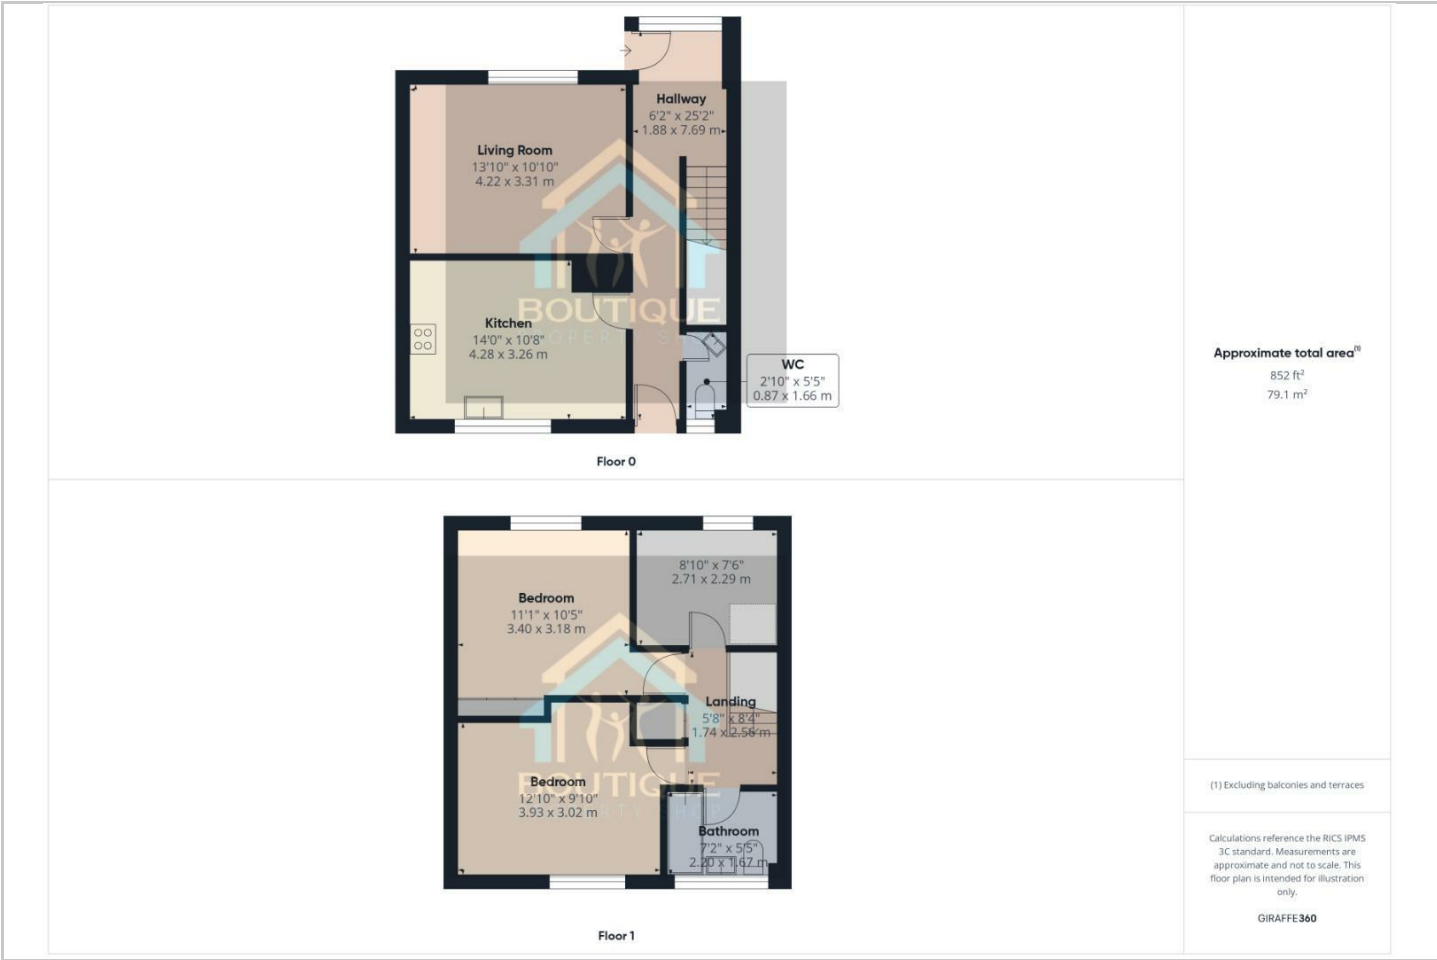 Hallway
6'2" x 25'2"
1.88 x 7.69 m
Living Room
13'10" x 10'10"
4.22 x 3.31 m
BOUTIQUE
PROPERTY SHOP
Kitchen
14'0" x 10'8"
4.28 x 3.26 m
WC
2'10" x 5'5"
0.87 x 1.66 m
Floor 0
8'10" x 7'6"
2.71 x 2.29 m
Bedroom
11'1" x 10'5"
3.40 x 3.18 m
Landing
5'8" x 8'4"
1.74 x 2.56 m
BOUTIQUE
PROPERTY SHOP
Bedroom
12'10" x 9'10"
3.93 x 3.02 m
Bathroom
7'2" x 5'5"
2.20 x 1.67 m
Floor 1
Approximate total area(1)
852 ft²
79.1 m²
(1) Excluding balconies and terraces
Calculations reference the RICS IPMS
3C standard. Measurements are
approximate and not to scale. This
floor plan is intended for illustration
only.
GIRAFFE360